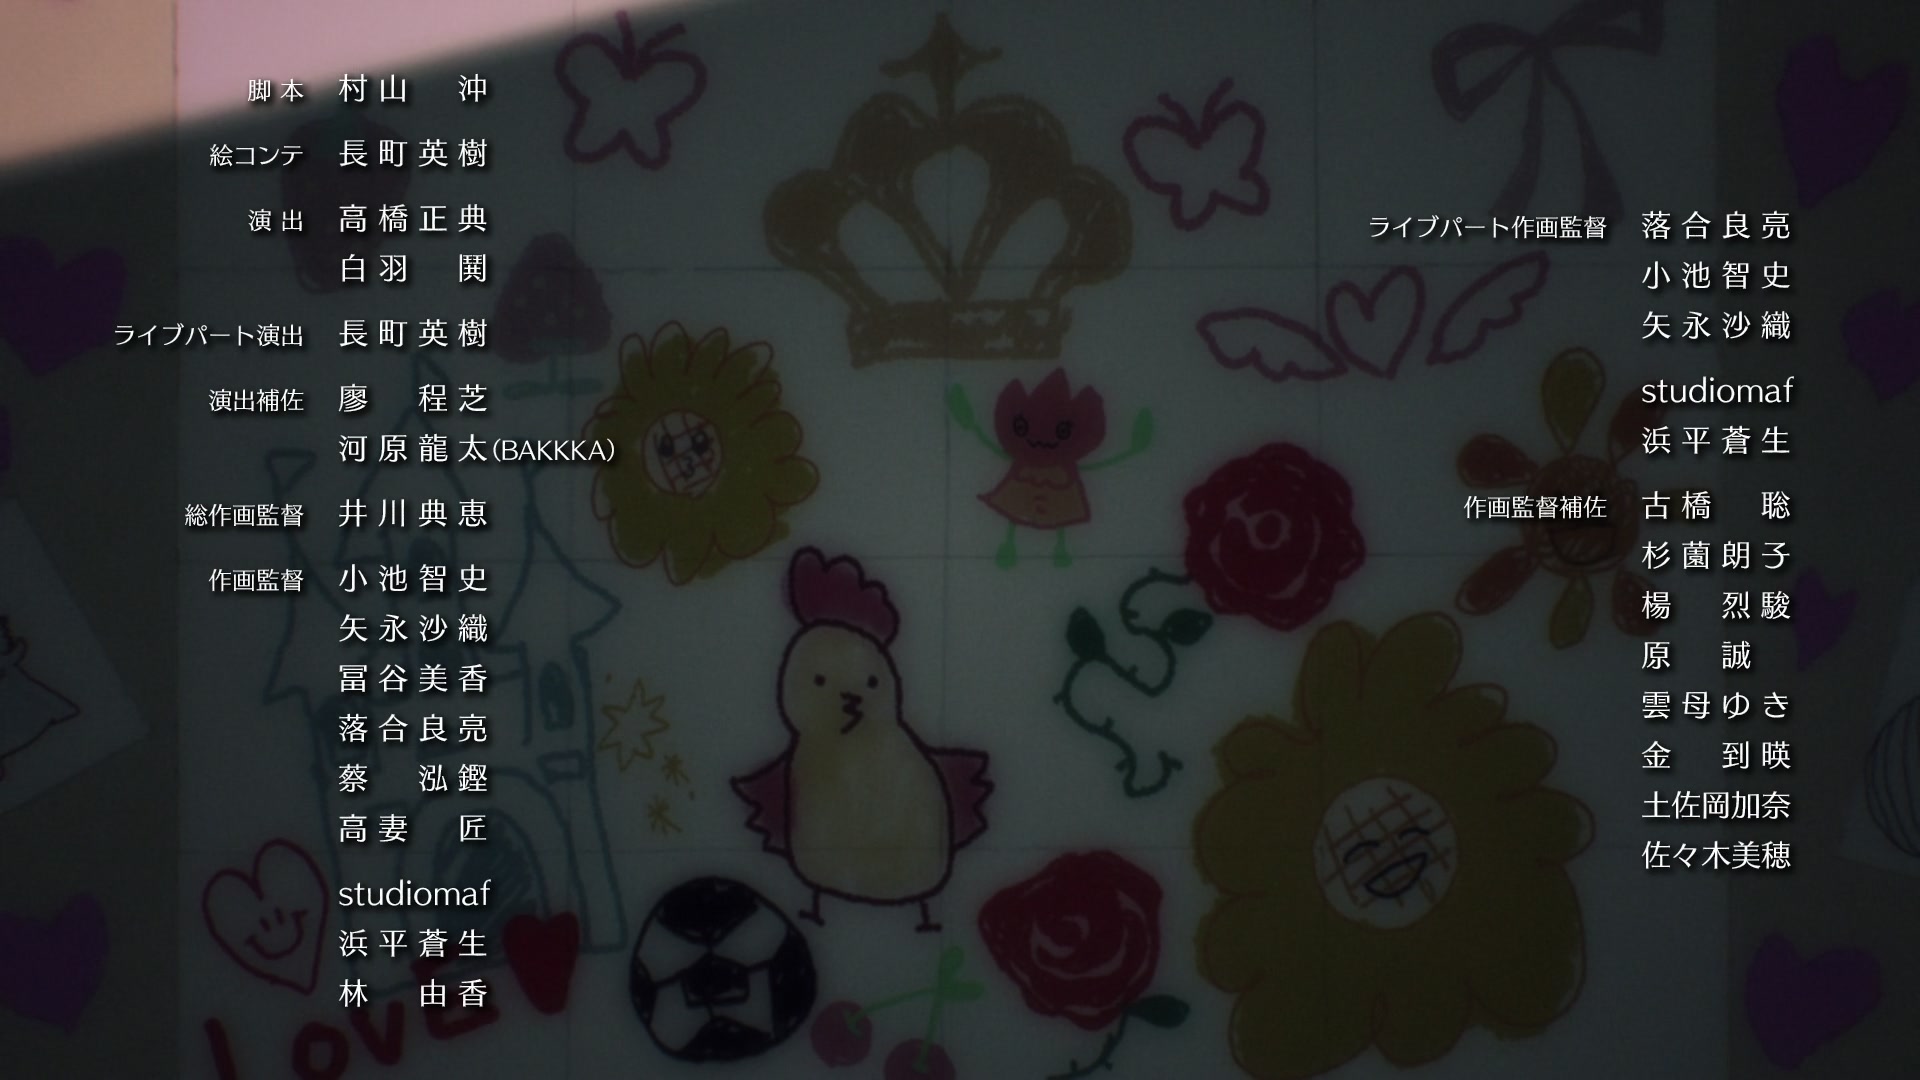 脚本 村山 沖
絵コンテ 長町英樹
演出 高橋正典
白羽 鬨
ライブパート演出 長町英樹
演出補佐 廖 程芝
河原龍太(BAKKKA)
総作画監督 井川典恵
作画監督 小池智史
矢永沙織
冨谷美香
落合良亮
蔡 泓鏗
高妻 匠
studiomaf
浜平蒼生
林 由香
ライブパート作画監督 落合良亮
小池智史
矢永沙織
studiomaf
浜平蒼生
作画監督補佐 古橋 聡
杉薗朗子
楊 烈駿
原 誠
雲母ゆき
金 到暎
土佐岡加奈
佐々木美穂
LOVE